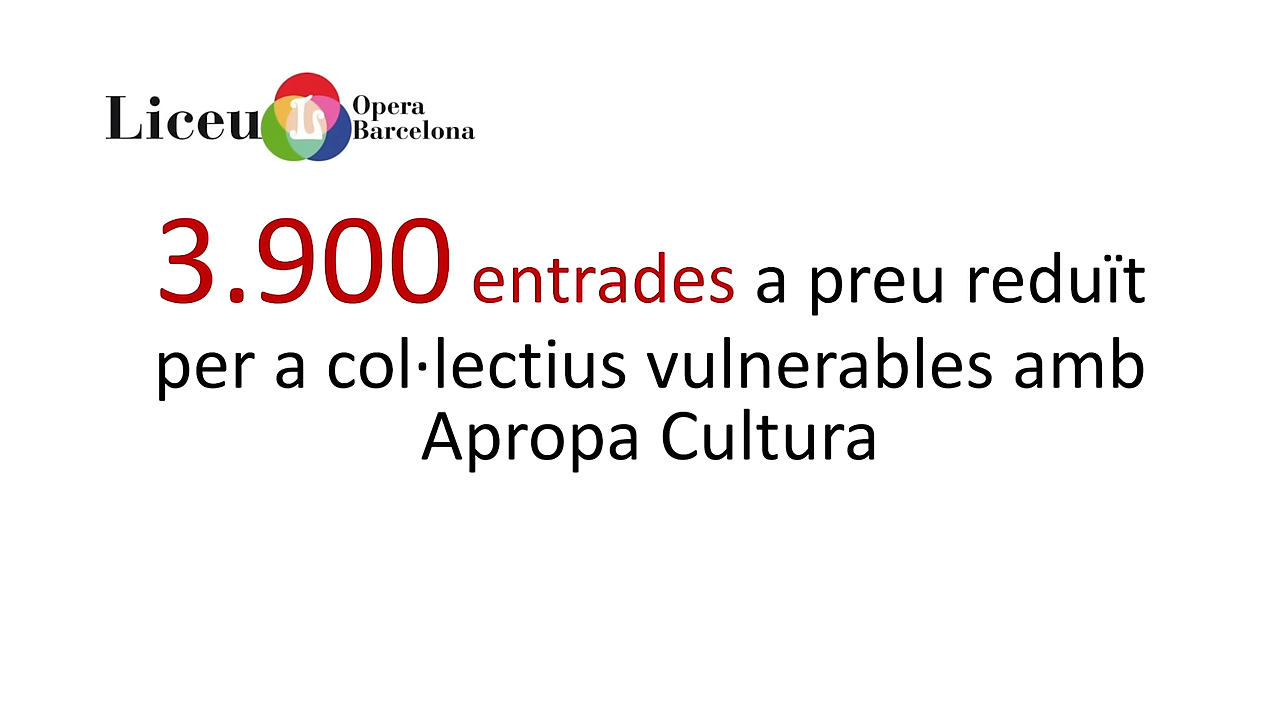 Liceu
Opera
Barcelona
3.900 entrades a preu reduït
per a col·lectius vulnerables amb
Apropa Cultura